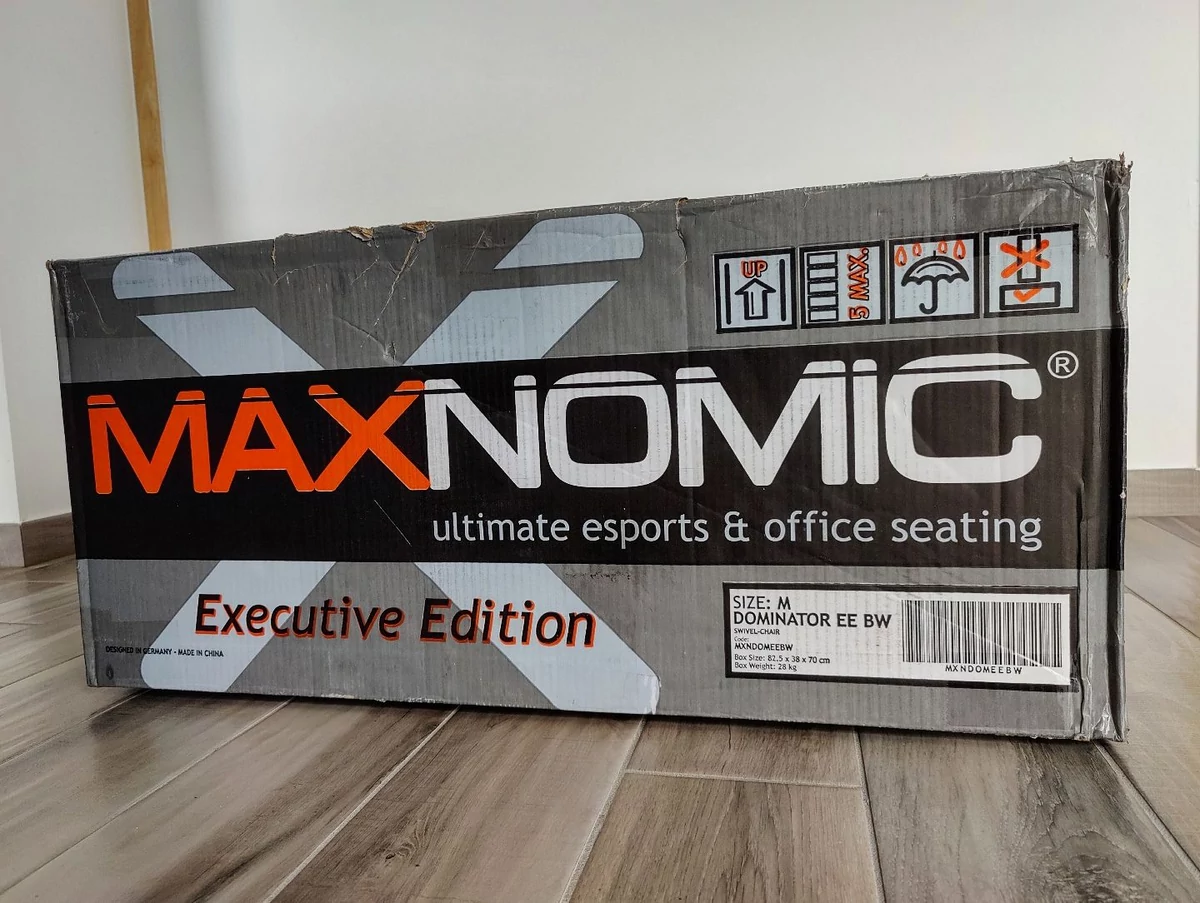 UP
5 MAX.
MAXNOMIC®
ultimate esports & office seating
Executive Edition
DESIGNED IN GERMANY - MADE IN CHINA
SIZE: M
DOMINATOR EE BW
SWIVEL-CHAIR
Code:
MXNDOMEEBW
Box Size: 82,5 x 38 x 70 cm
Box Weight: 28 kg
MXNDOMEEBW